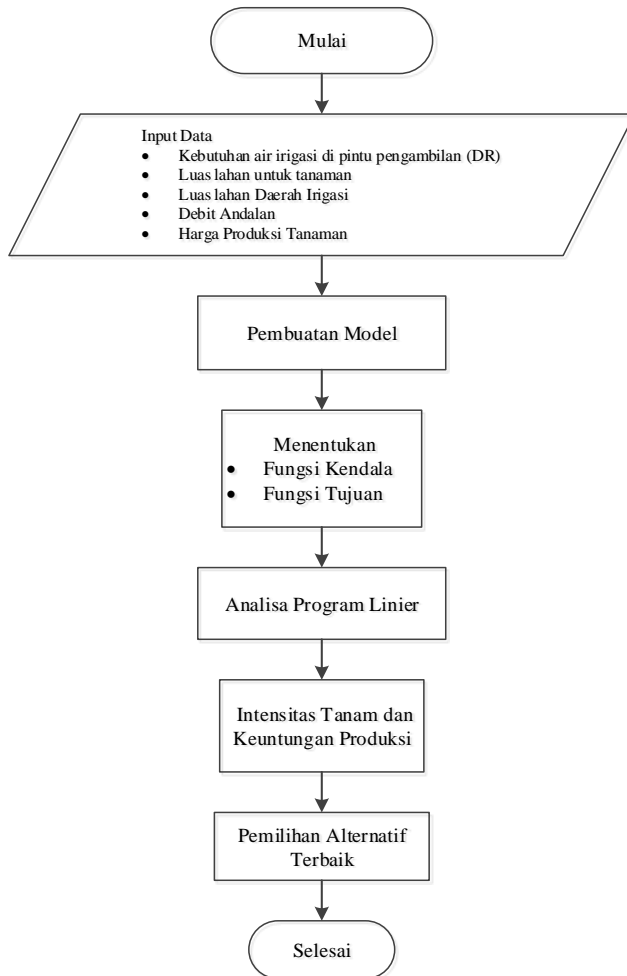 Mulai
Input Data
• Kebutuhan air irigasi di pintu pengambilan (DR)
• Luas lahan untuk tanaman
• Luas lahan Daerah Irigasi
• Debit Andalan
• Harga Produksi Tanaman
Pembuatan Model
Menentukan
• Fungsi Kendala
• Fungsi Tujuan
Analisa Program Linier
Intensitas Tanam dan
Keuntungan Produksi
Pemilihan Alternatif
Terbaik
Selesai